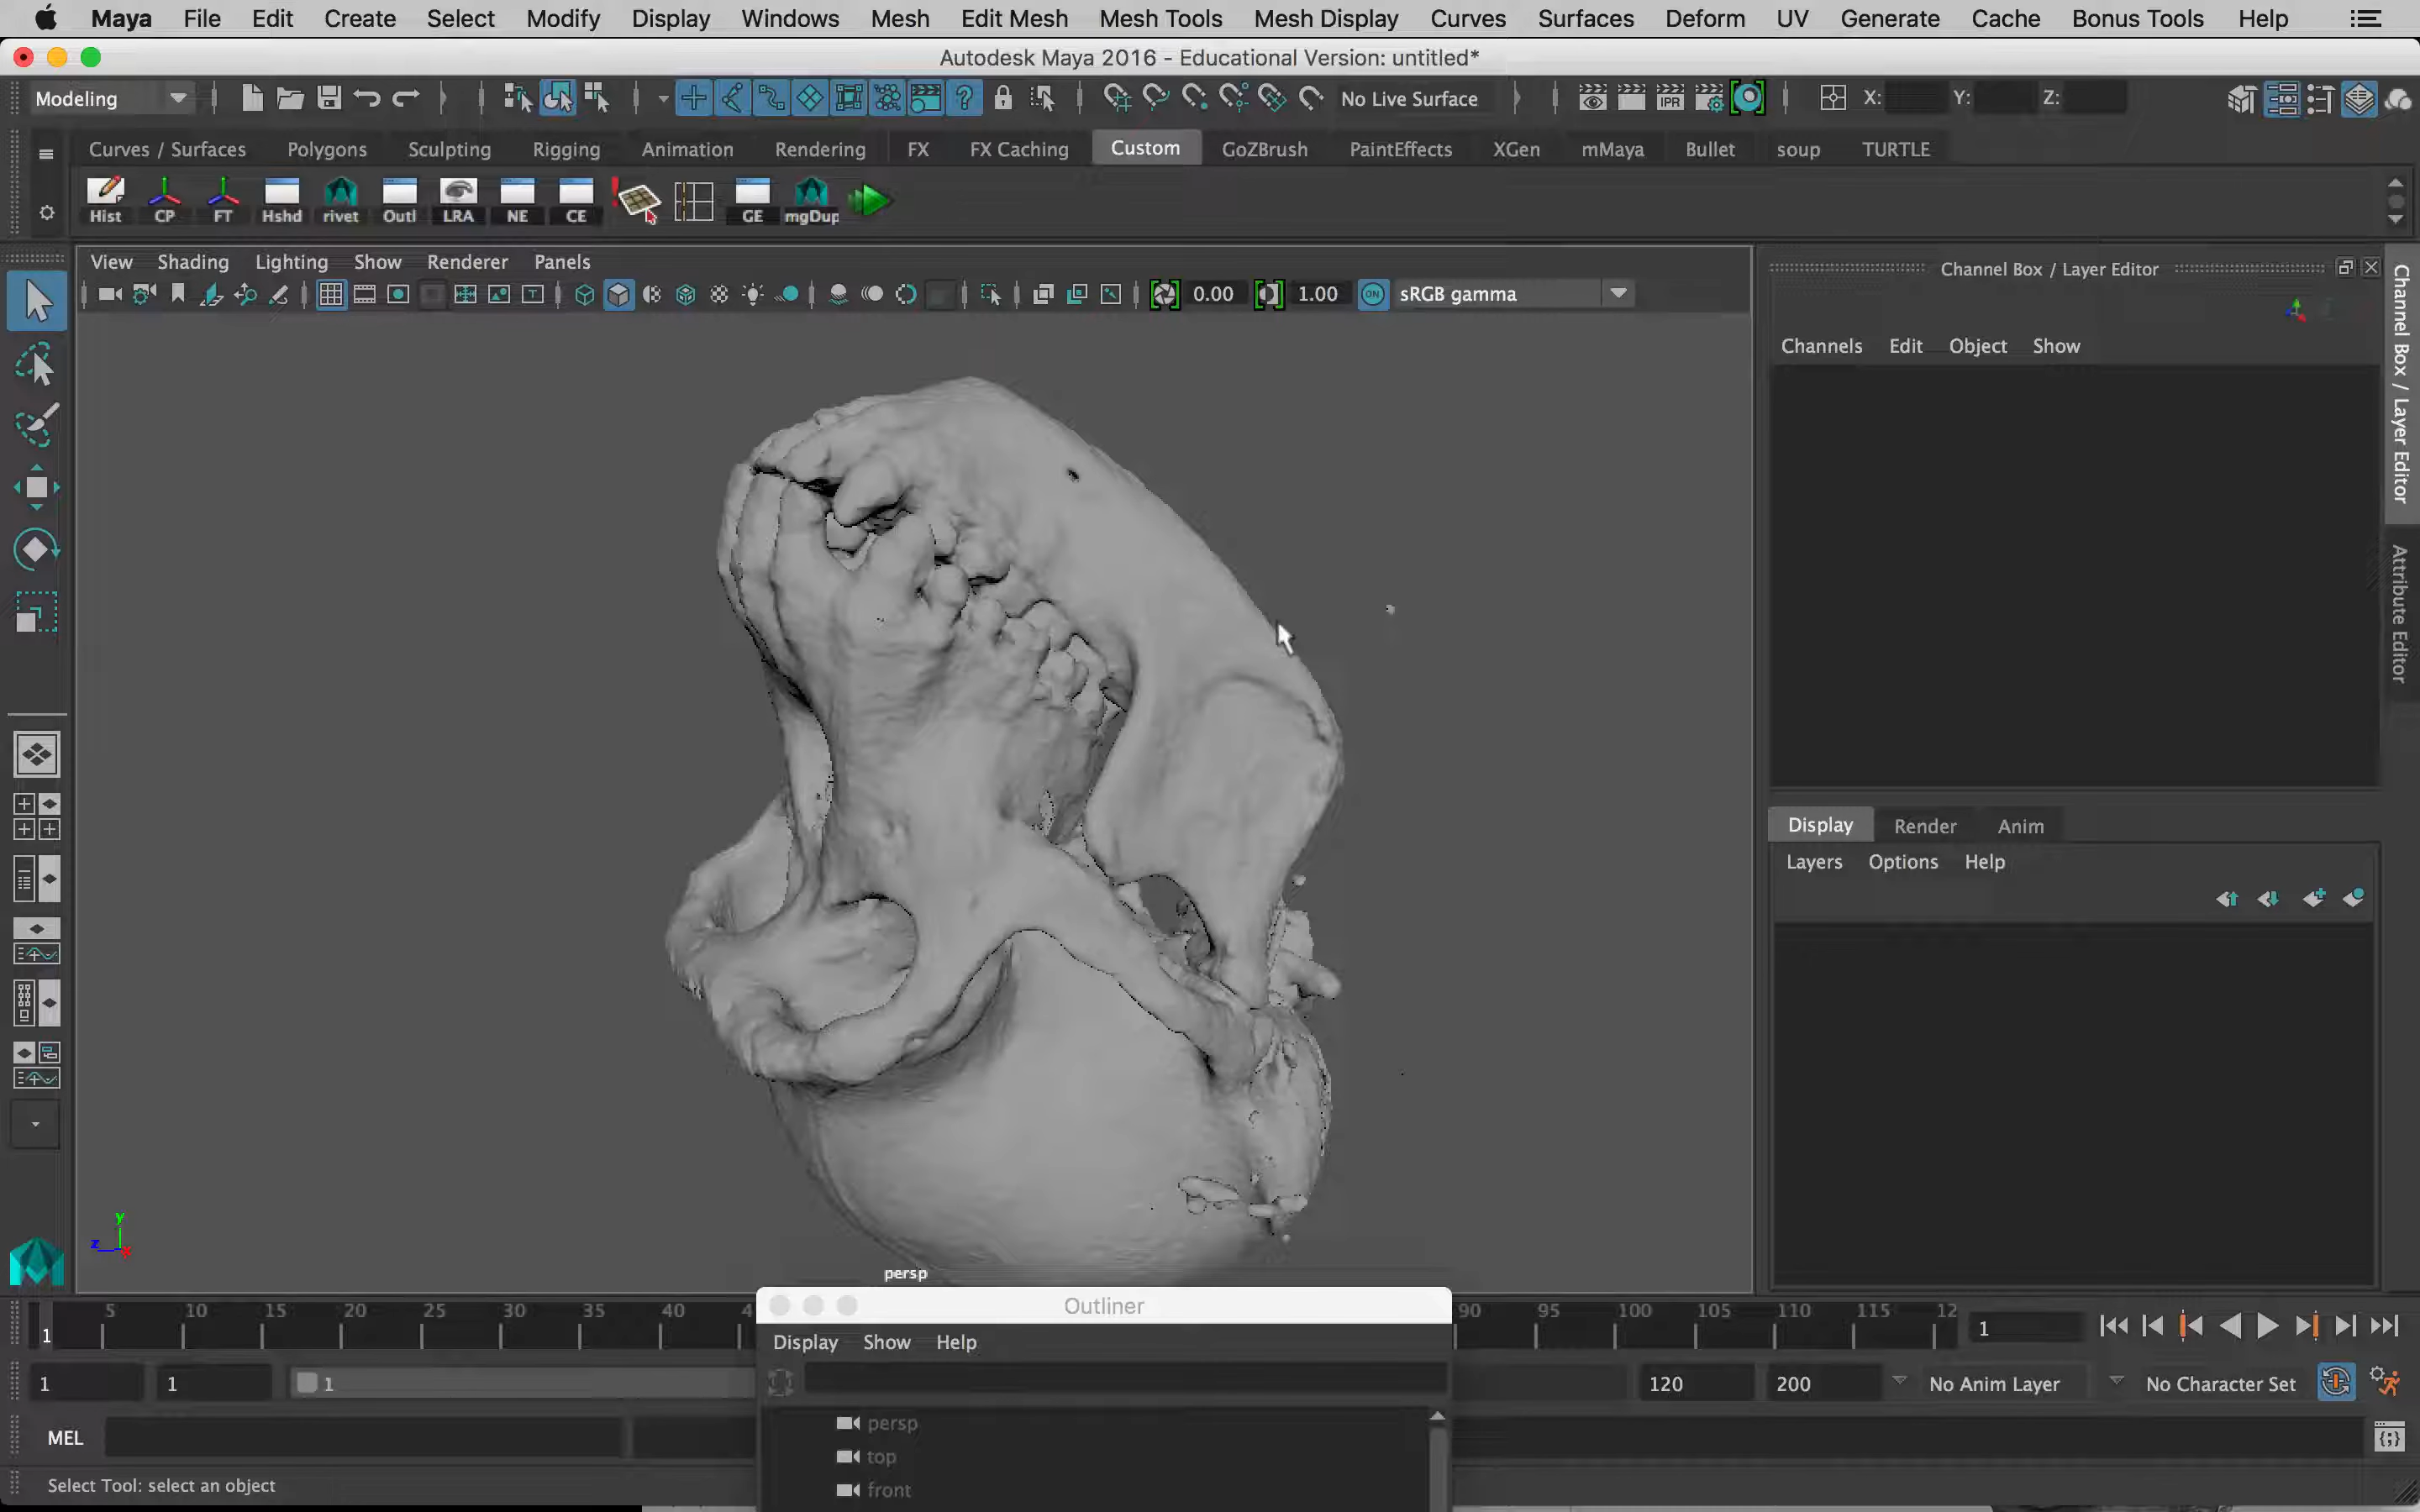 Maya File Edit Create Select Modify Display Windows Mesh Edit Mesh Mesh Tools Mesh Display Curves Surfaces Deform UV Generate Cache Bonus Tools Help
Autodesk Maya 2016 - Educational Version: untitled*
Modeling No Live Surface IPR X: Y: Z:
Curves / Surfaces Polygons Sculpting Rigging Animation Rendering FX FX Caching Custom GoZBrush PaintEffects XGen mMaya Bullet soup TURTLE
Hist CP FT Hshd rivet Outl LRA NE CE GE mgDup
View Shading Lighting Show Renderer Panels
0.00 1.00 ON sRGB gamma
Channel Box / Layer Editor
Channels Edit Object Show
Channel Box / Layer Editor
Attribute Editor
Display Render Anim
Layers Options Help
y
z x
persp
5 10 15 20 25 30 35 40 4 90 95 100 105 110 115 12
1 1
Outliner
Display Show Help
1 1 1 120 200 No Anim Layer No Character Set
persp
MEL
top
Select Tool: select an object
front